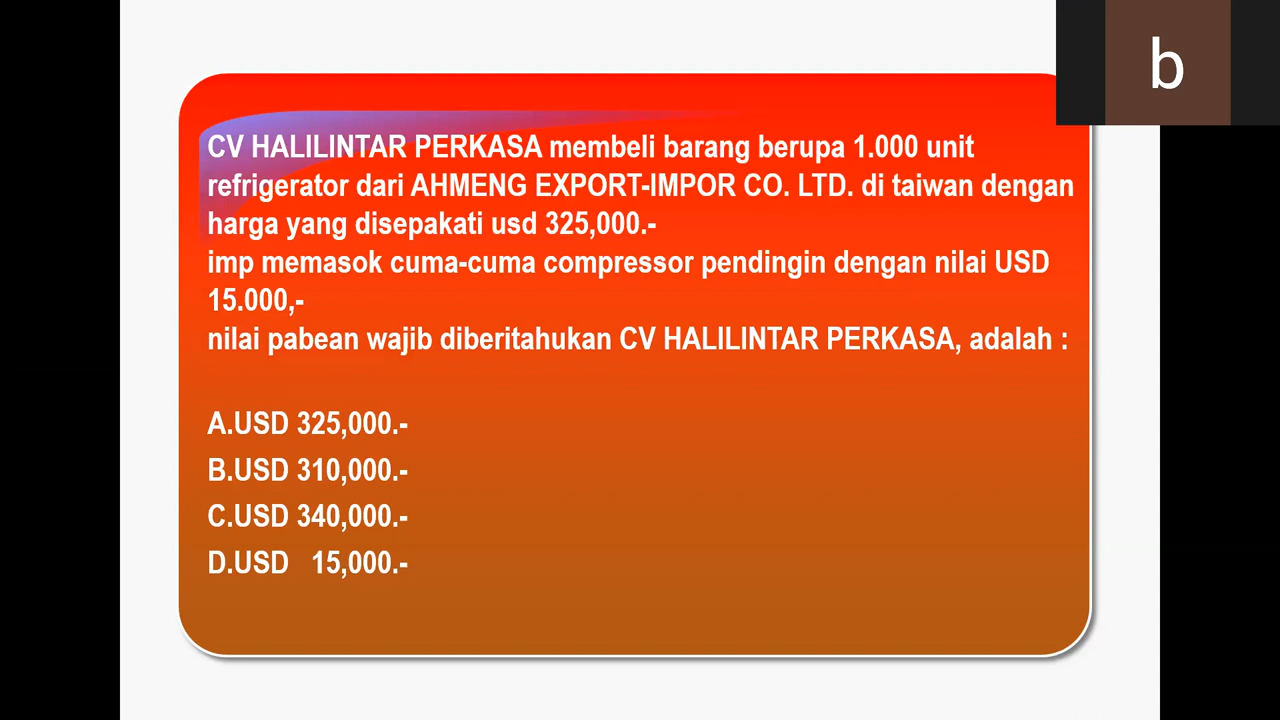 b
CV HALILINTAR PERKASA membeli barang berupa 1.000 unit
refrigerator dari AHMENG EXPORT-IMPOR CO. LTD. di taiwan dengan
harga yang disepakati usd 325,000.-
imp memasok cuma-cuma compressor pendingin dengan nilai USD
15.000,-
nilai pabean wajib diberitahukan CV HALILINTAR PERKASA, adalah :
A.USD 325,000.-
B.USD 310,000.-
C.USD 340,000.-
D.USD 15,000.-